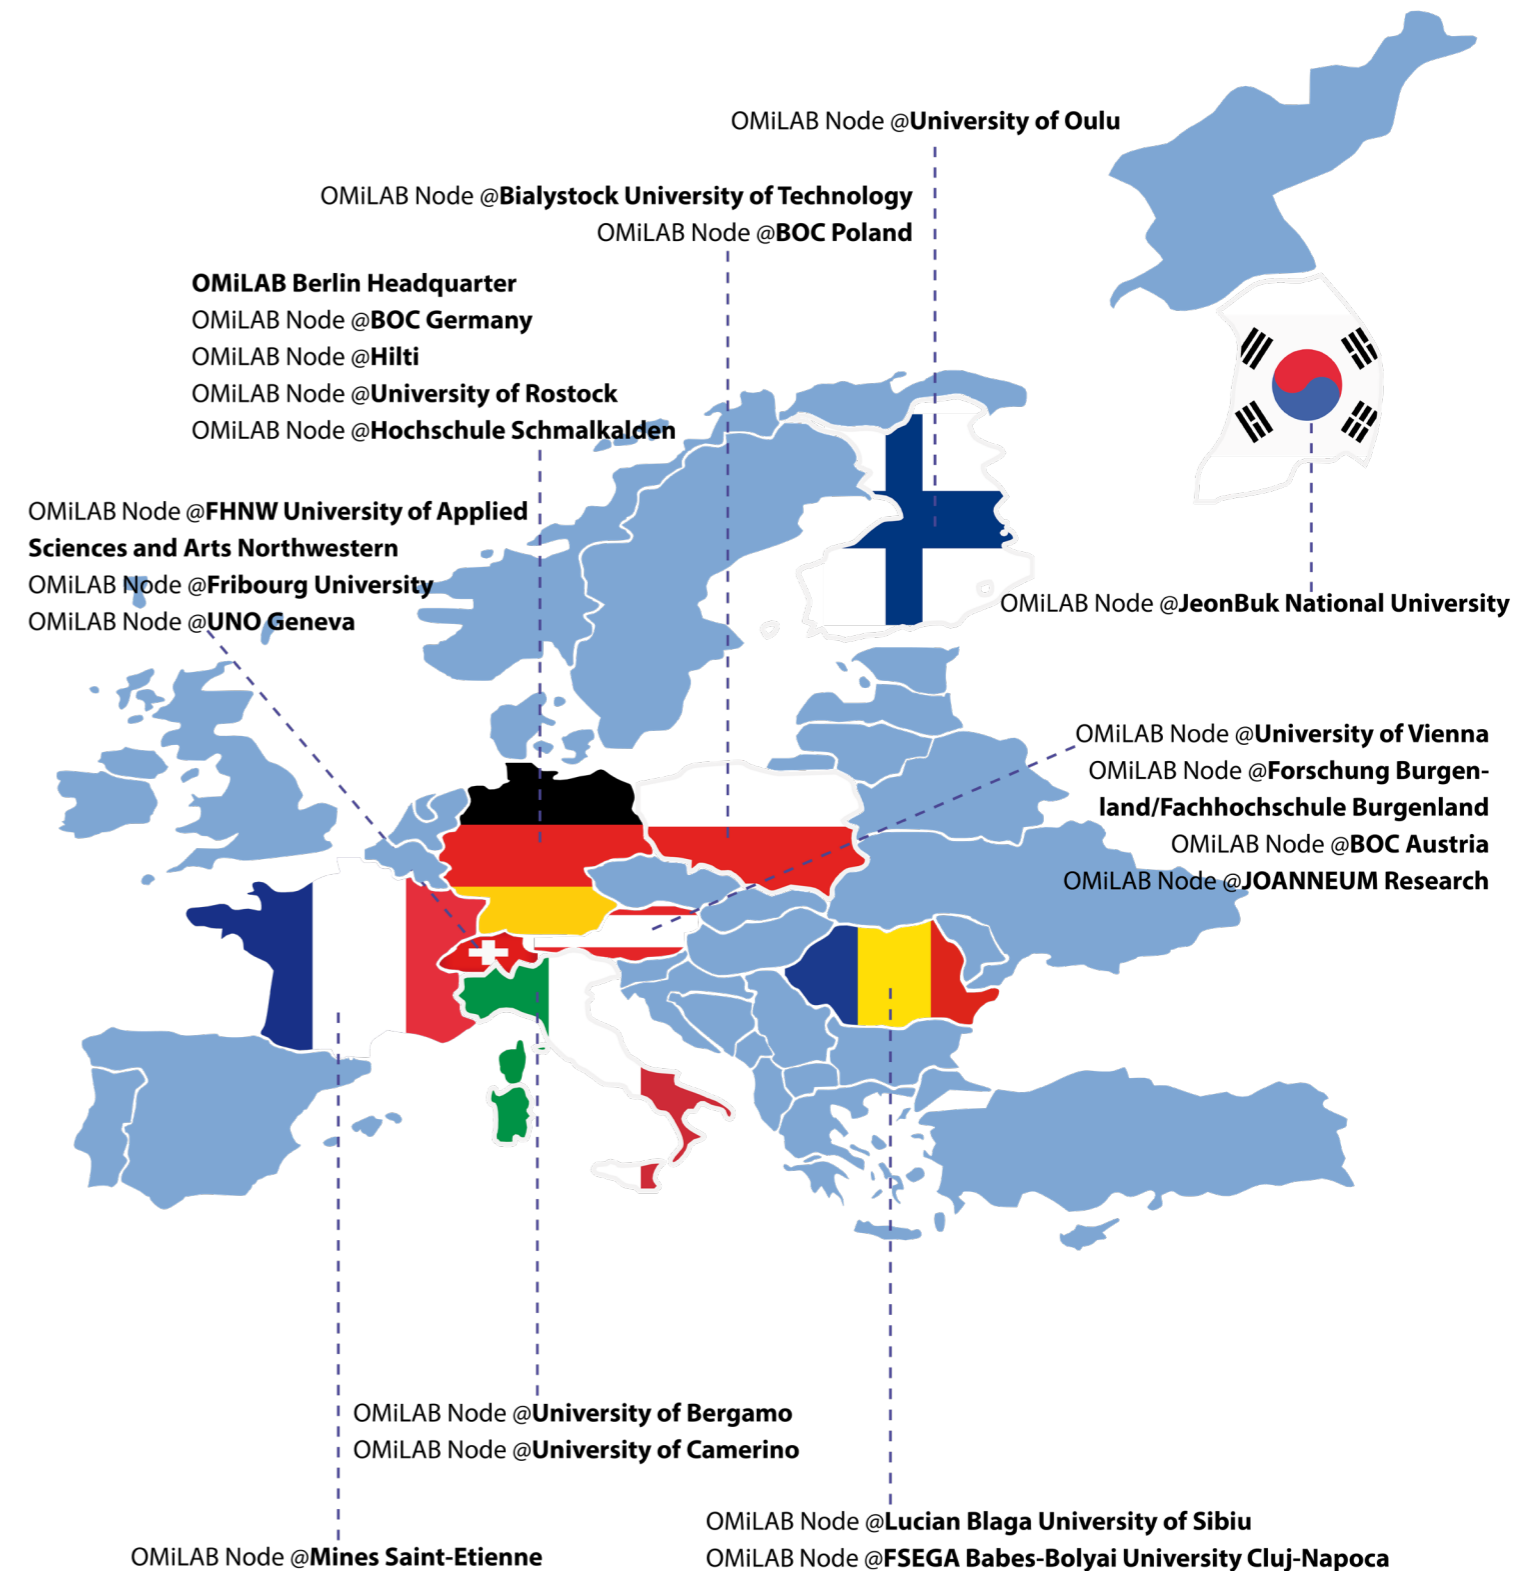 OMiLAB Node @University of Oulu
OMiLAB Node @Bialystock University of Technology
OMiLAB Node @BOC Poland
OMiLAB Berlin Headquarter
OMiLAB Node @BOC Germany
OMiLAB Node @Hilti
OMiLAB Node @University of Rostock
OMiLAB Node @Hochschule Schmalkalden
OMiLAB Node @FHNW University of Applied
Sciences and Arts Northwestern
OMiLAB Node @Fribourg University
OMiLAB Node @UNO Geneva
OMiLAB Node @JeonBuk National University
OMiLAB Node @University of Vienna
OMiLAB Node @Forschung Burgen-
land/Fachhochschule Burgenland
OMiLAB Node @BOC Austria
OMiLAB Node @JOANNEUM Research
OMiLAB Node @University of Bergamo
OMiLAB Node @University of Camerino
OMiLAB Node @Lucian Blaga University of Sibiu
OMiLAB Node @FSEGA Babes-Bolyai University Cluj-Napoca
OMiLAB Node @Mines Saint-Etienne